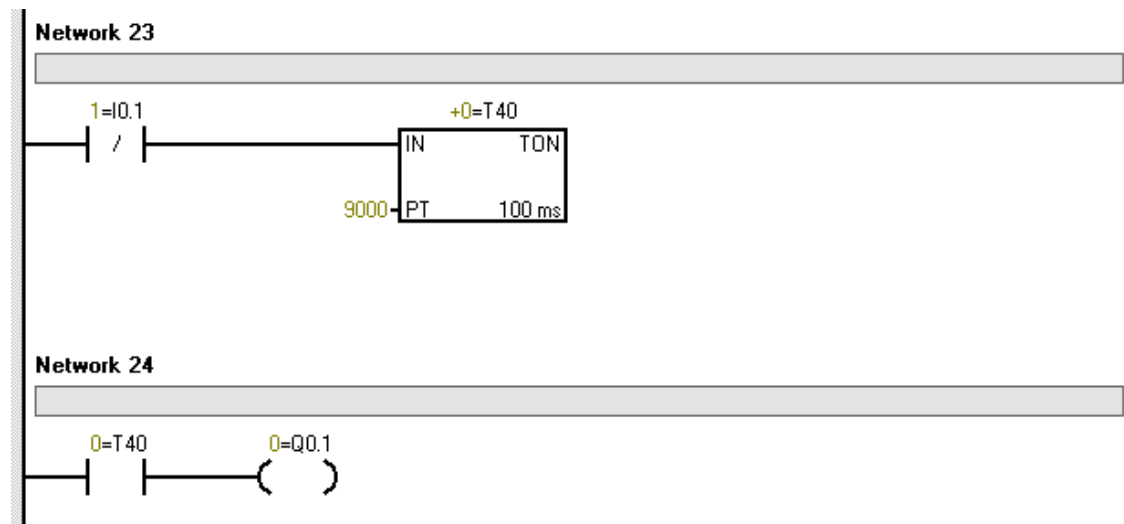 Network 23
1=I0.1 +0=T40
/ IN TON
9000 PT 100 ms
Network 24
0=T40 0=Q0.1